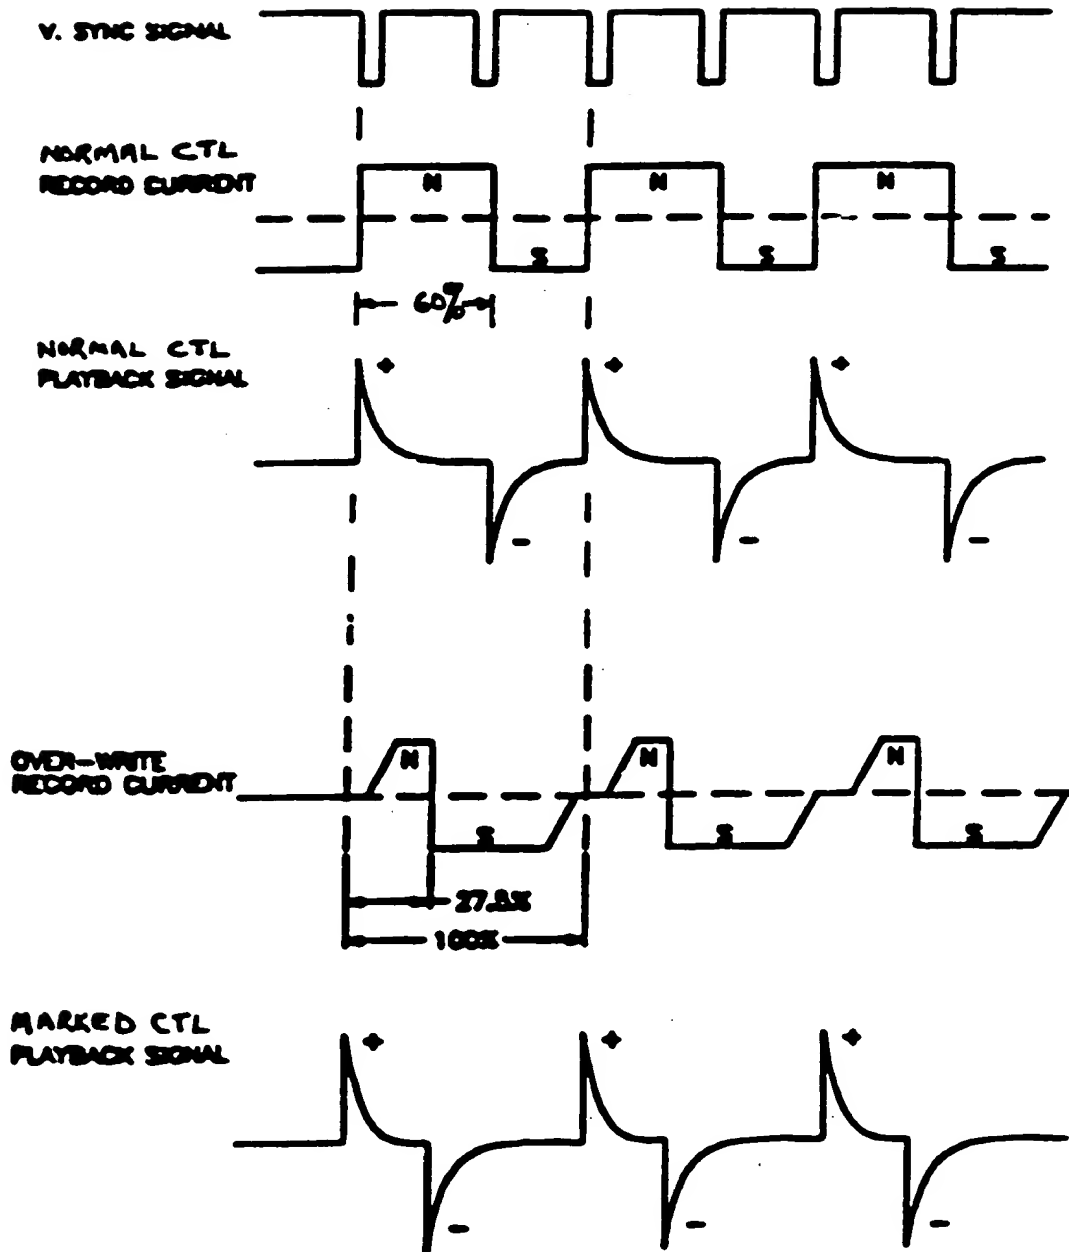 V. SYNC SIGNAL
NORMAL CTL
RECORD CURRENT
N N N
S S S
60%
NORMAL CTL
PLAYBACK SIGNAL
+ + +
- - -
OVER-WRITE
RECORD CURRENT
N N N
S S S
27.5%
100%
MARKED CTL
PLAYBACK SIGNAL
+ + +
- - -